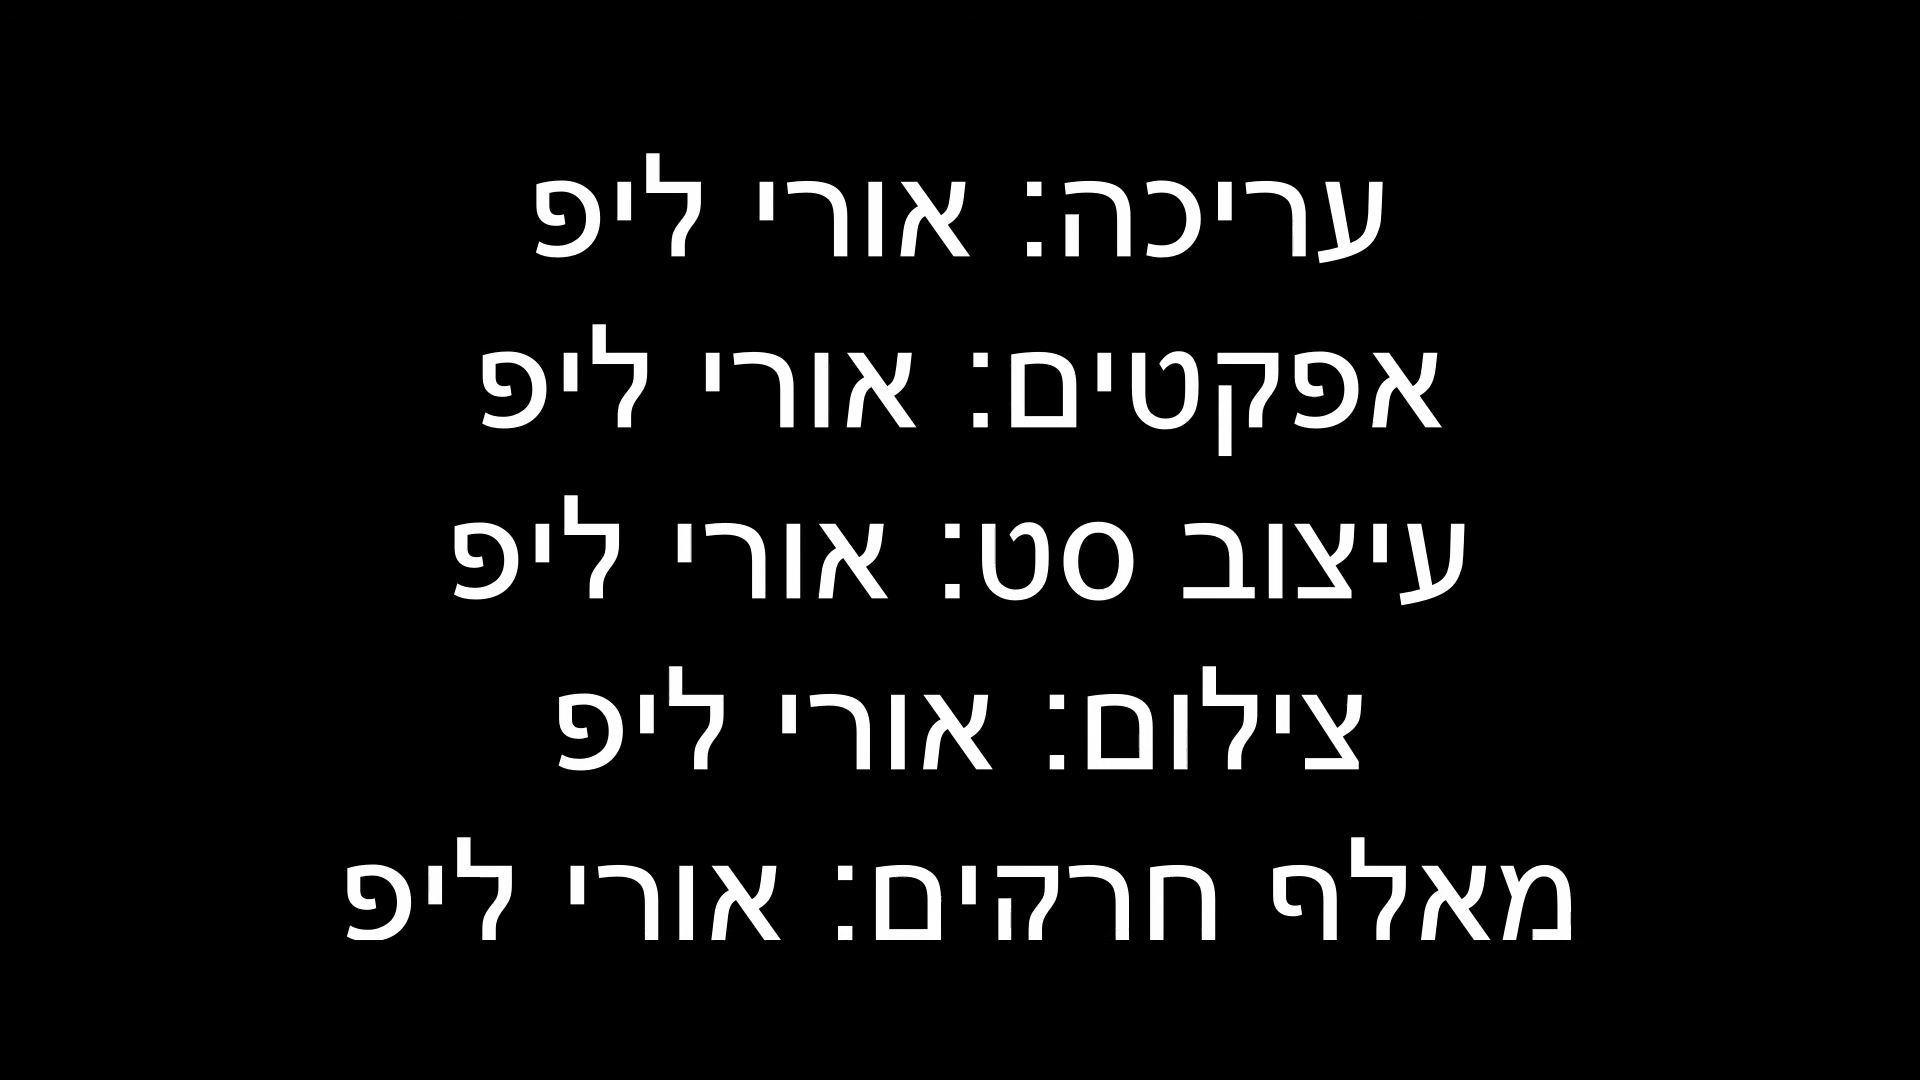 עריכה: אורי ליפ
אפקטים: אורי ליפ
עיצוב סט: אורי ליפ
צילום: אורי ליפ
מאלף חרקים: אורי ליפ